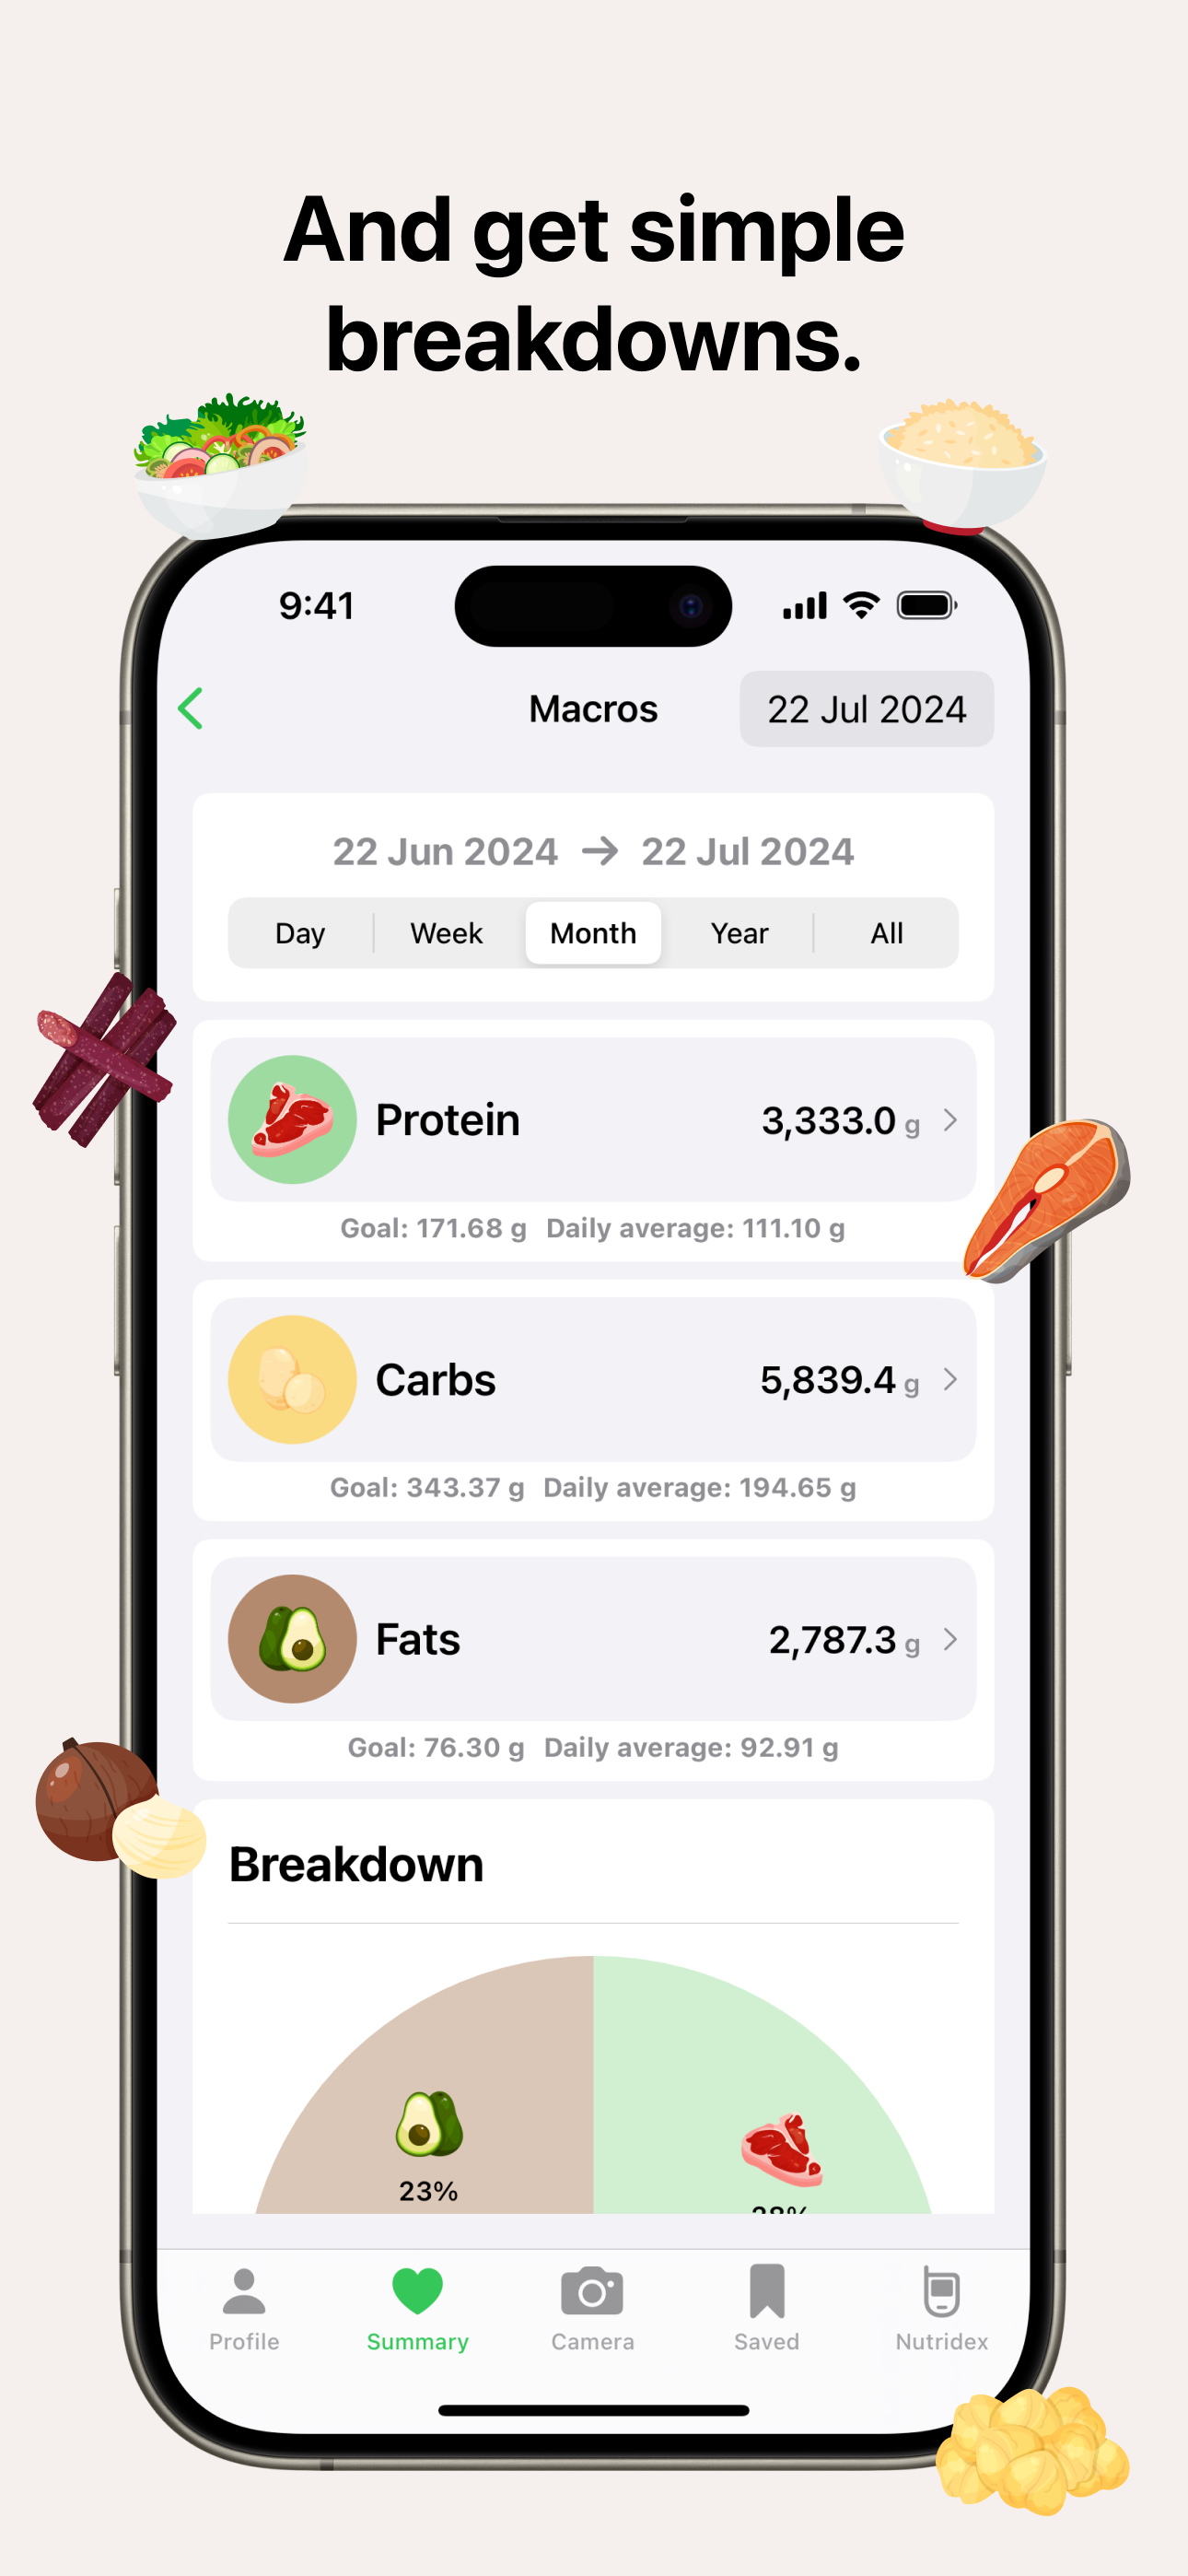 And get simple
breakdowns.
9:41
Macros
22 Jul 2024
22 Jun 2024 → 22 Jul 2024
Day Week Month Year All
Protein 3,333.0 g
Goal: 171.68 g Daily average: 111.10 g
Carbs 5,839.4 g
Goal: 343.37 g Daily average: 194.65 g
Fats 2,787.3 g
Goal: 76.30 g Daily average: 92.91 g
Breakdown
23%
Profile Summary Camera Saved Nutridex